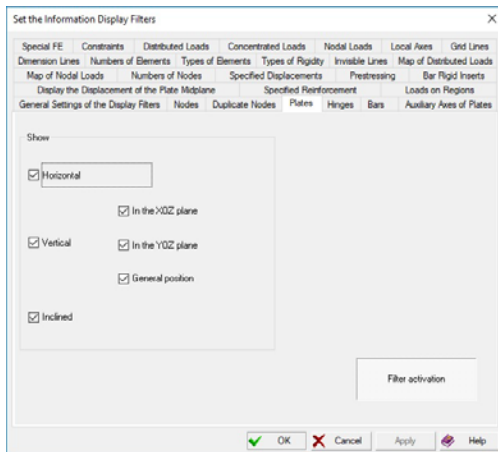 Set the Information Display Filters
Special FE Constraints Distributed Loads Concentrated Loads Nodal Loads Local Axes Grid Lines
Dimension Lines Numbers of Elements Types of Elements Types of Rigidity Invisible Lines Map of Distributed Loads
Map of Nodal Loads Numbers of Nodes Specified Displacements Prestressing Bar Rigid Inserts
Display the Displacement of the Plate Midplane Specified Reinforcement Loads on Regions
General Settings of the Display Filters Nodes Duplicate Nodes Plates Hinges Bars Auxiliary Axes of Plates
Show
Horizontal
In the X0Z plane
Vertical
In the Y0Z plane
General position
Inclined
Filter activation
OK Cancel Apply Help